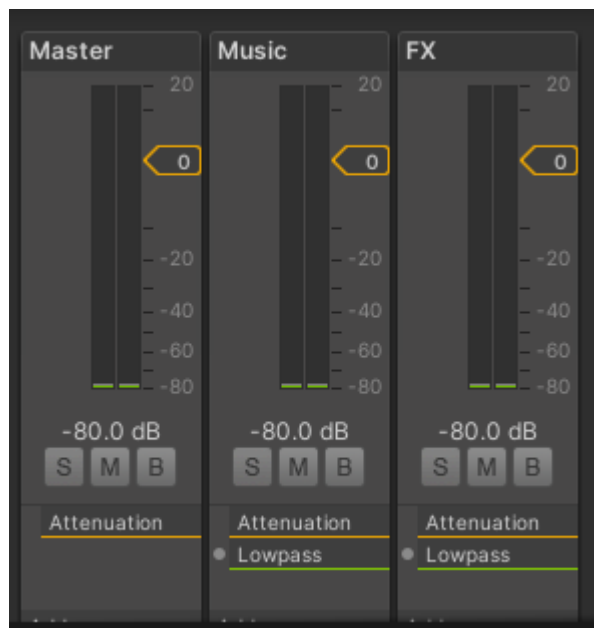 Master
20
0
-20
-40
-60
-80
-80.0 dB
S M B
Attenuation
Music
20
0
-20
-40
-60
-80
-80.0 dB
S M B
Attenuation
Lowpass
FX
20
0
-20
-40
-60
-80
-80.0 dB
S M B
Attenuation
Lowpass